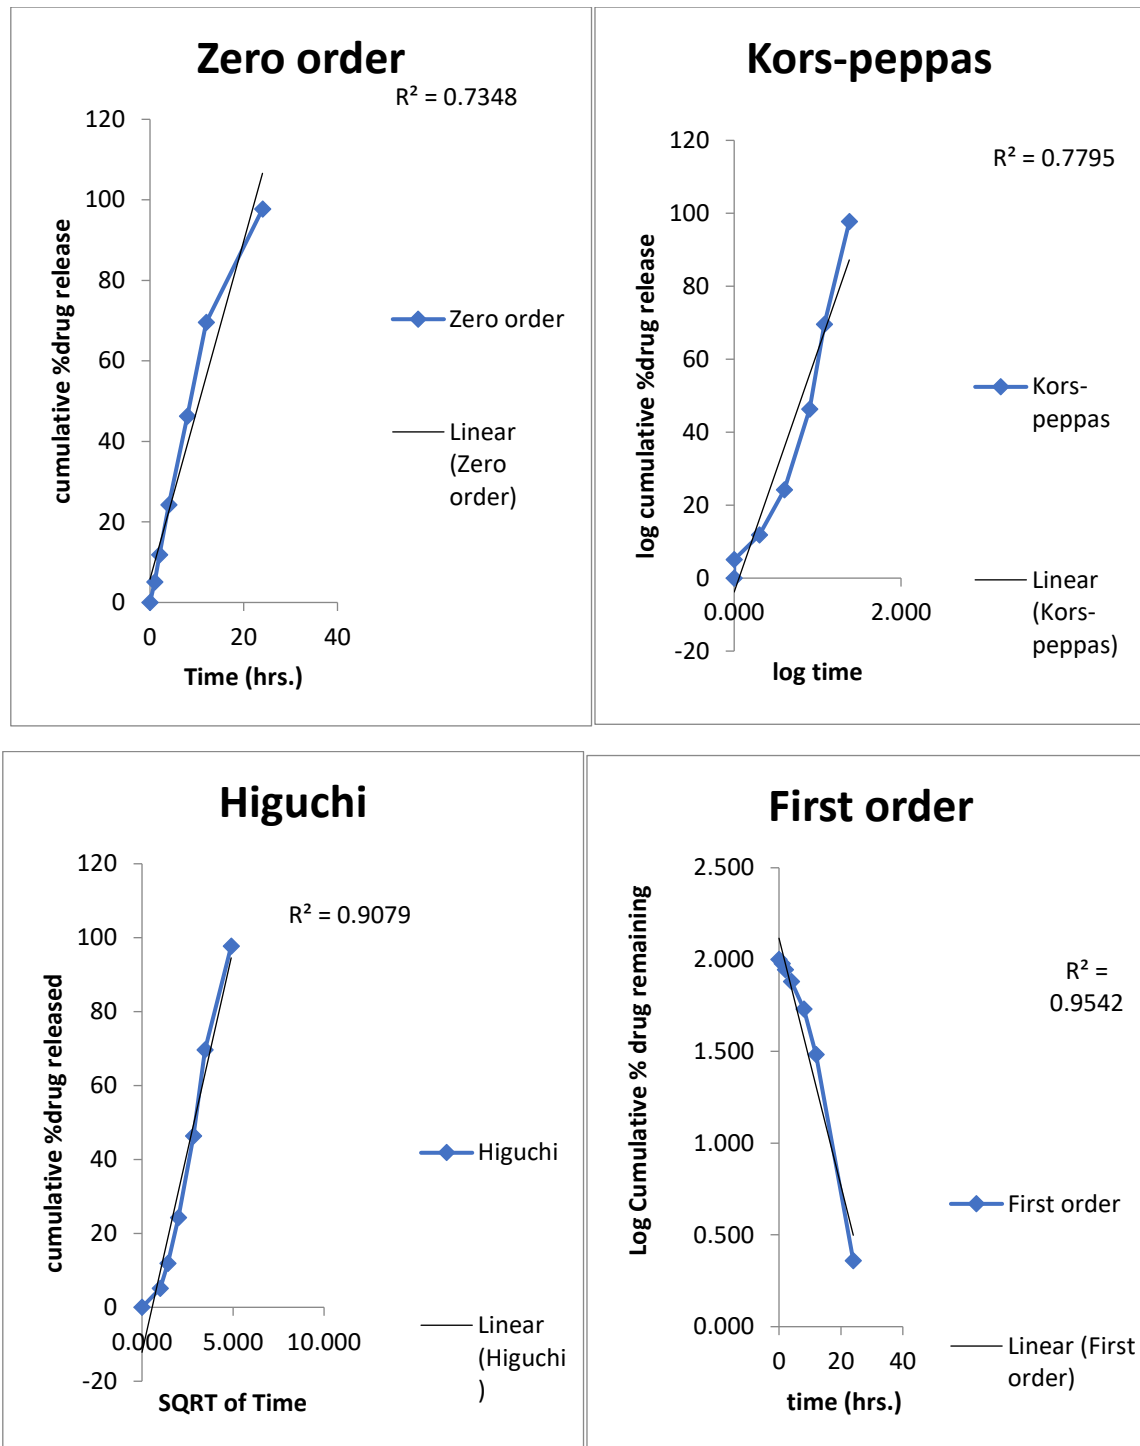 Zero order
R² = 0.7348
120
100
80
60
40
20
0
0 20 40
cumulative %drug release
Time (hrs.)
Zero order
Linear
(Zero
order)
Kors-peppas
R² = 0.7795
120
100
80
60
40
20
0
-20
0.000 2.000
log cumulative %drug release
log time
Kors-
peppas
Linear
(Kors-
peppas)
Higuchi
R² = 0.9079
120
100
80
60
40
20
0
-20
0.000 5.000 10.000
cumulative %drug released
SQRT of Time
Higuchi
Linear
(Higuchi
)
First order
R² =
0.9542
2.500
2.000
1.500
1.000
0.500
0.000
0 20 40
Log Cumulative % drug remaining
time (hrs.)
First order
Linear (First
order)